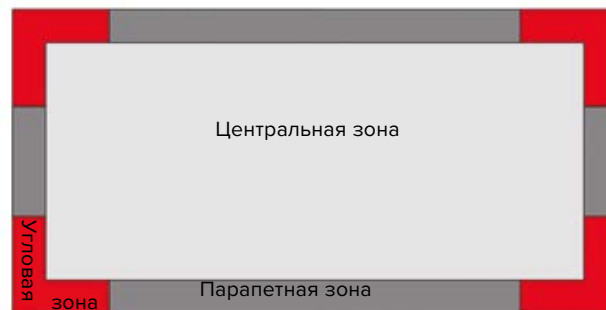 Центральная зона
Угловая
зона
Парапетная зона